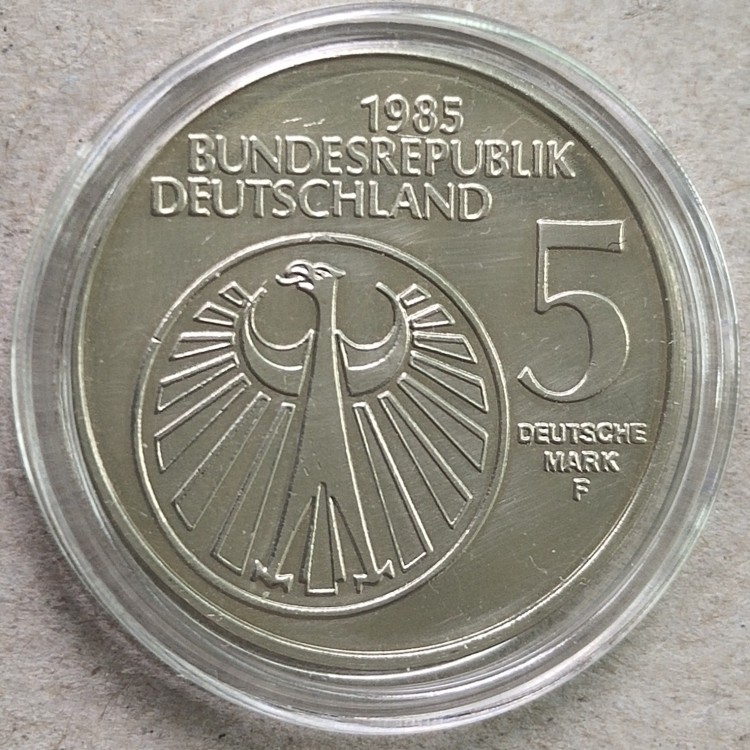 1985
BUNDESREPUBLIK
DEUTSCHLAND
5
DEUTSCHE
MARK
F